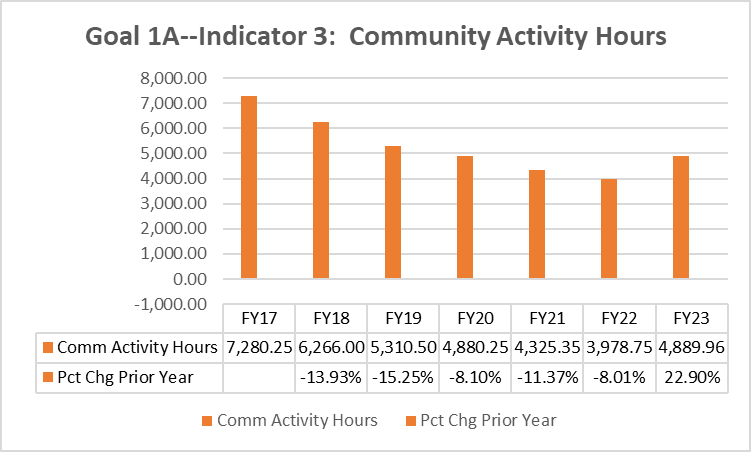 Goal 1A--Indicator 3:  Community Activity Hours
8,000.00
7,000.00
6,000.00
5,000.00
4,000.00
3,000.00
2,000.00
1,000.00
0.00
-1,000.00
FY17 FY18 FY19 FY20 FY21 FY22 FY23
Comm Activity Hours 7,280.25 6,266.00 5,310.50 4,880.25 4,325.35 3,978.75 4,889.96
Pct Chg Prior Year -13.93% -15.25% -8.10% -11.37% -8.01% 22.90%
Comm Activity Hours Pct Chg Prior Year